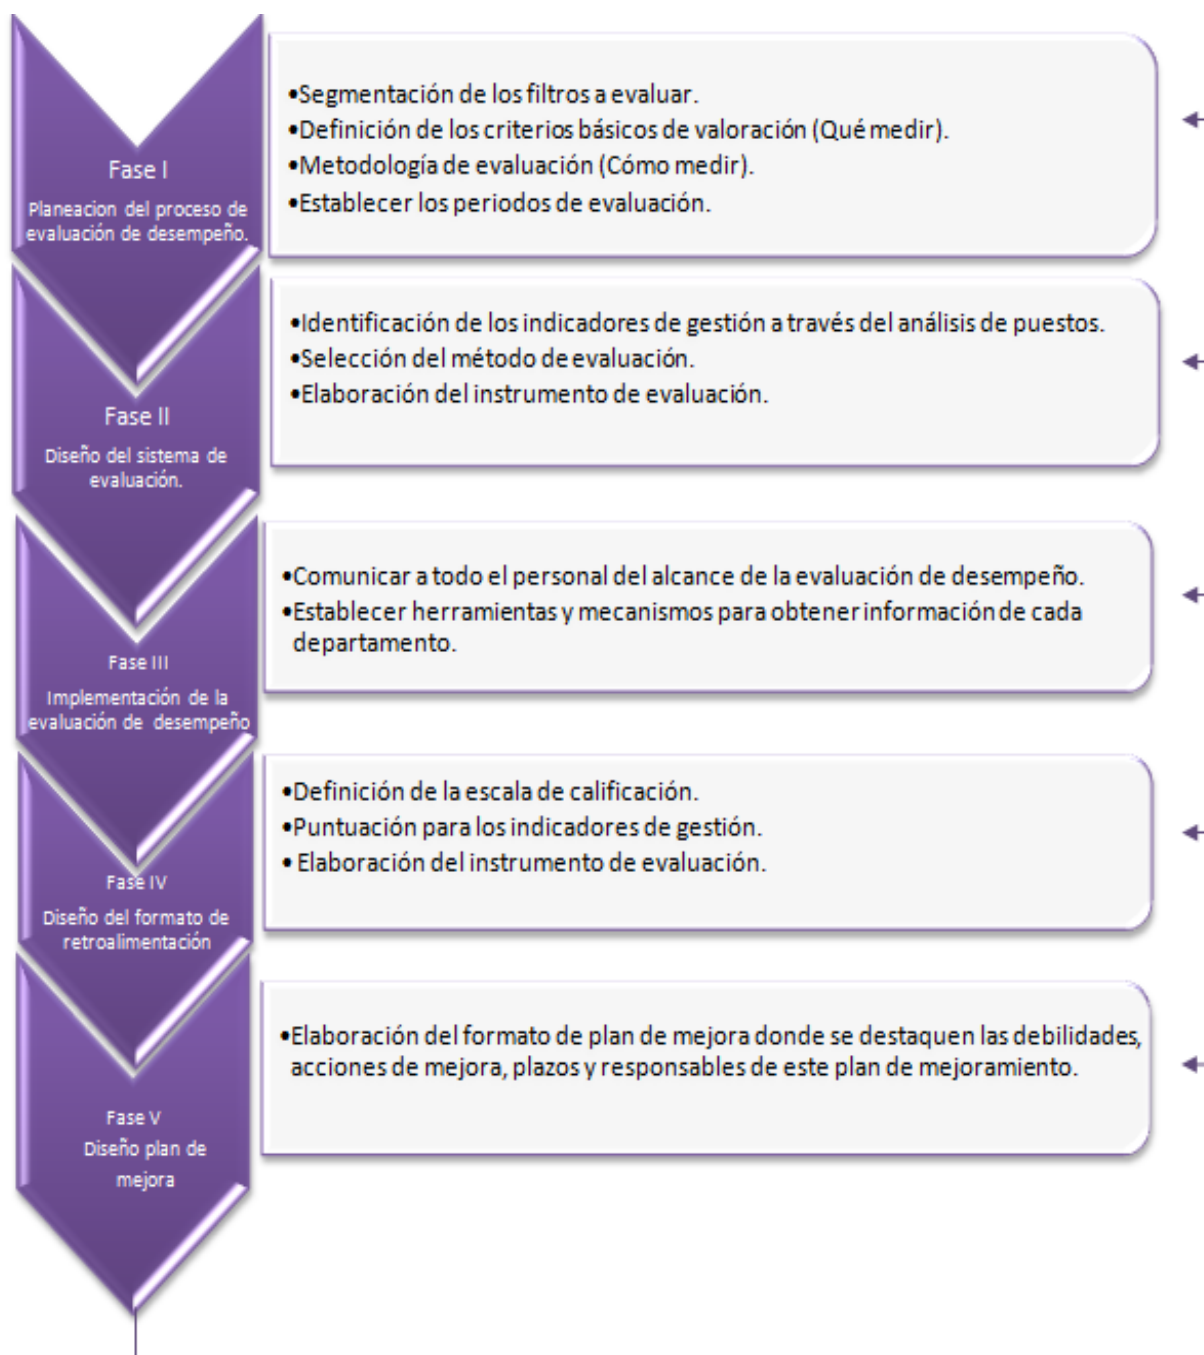 Fase I
Planeacion del proceso de
evaluación de desempeño.
•Segmentación de los filtros a evaluar.
•Definición de los criterios básicos de valoración (Qué medir).
•Metodología de evaluación (Cómo medir).
•Establecer los periodos de evaluación.
Fase II
Diseño del sistema de
evaluación.
•Identificación de los indicadores de gestión a través del análisis de puestos.
•Selección del método de evaluación.
•Elaboración del instrumento de evaluación.
Fase III
Implementación de la
evaluación de desempeño
•Comunicar a todo el personal del alcance de la evaluación de desempeño.
•Establecer herramientas y mecanismos para obtener información de cada
departamento.
Fase IV
Diseño del formato de
retroalimentación
•Definición de la escala de calificación.
•Puntuación para los indicadores de gestión.
• Elaboración del instrumento de evaluación.
Fase V
Diseño plan de
mejora
•Elaboración del formato de plan de mejora donde se destaquen las debilidades,
acciones de mejora, plazos y responsables de este plan de mejoramiento.